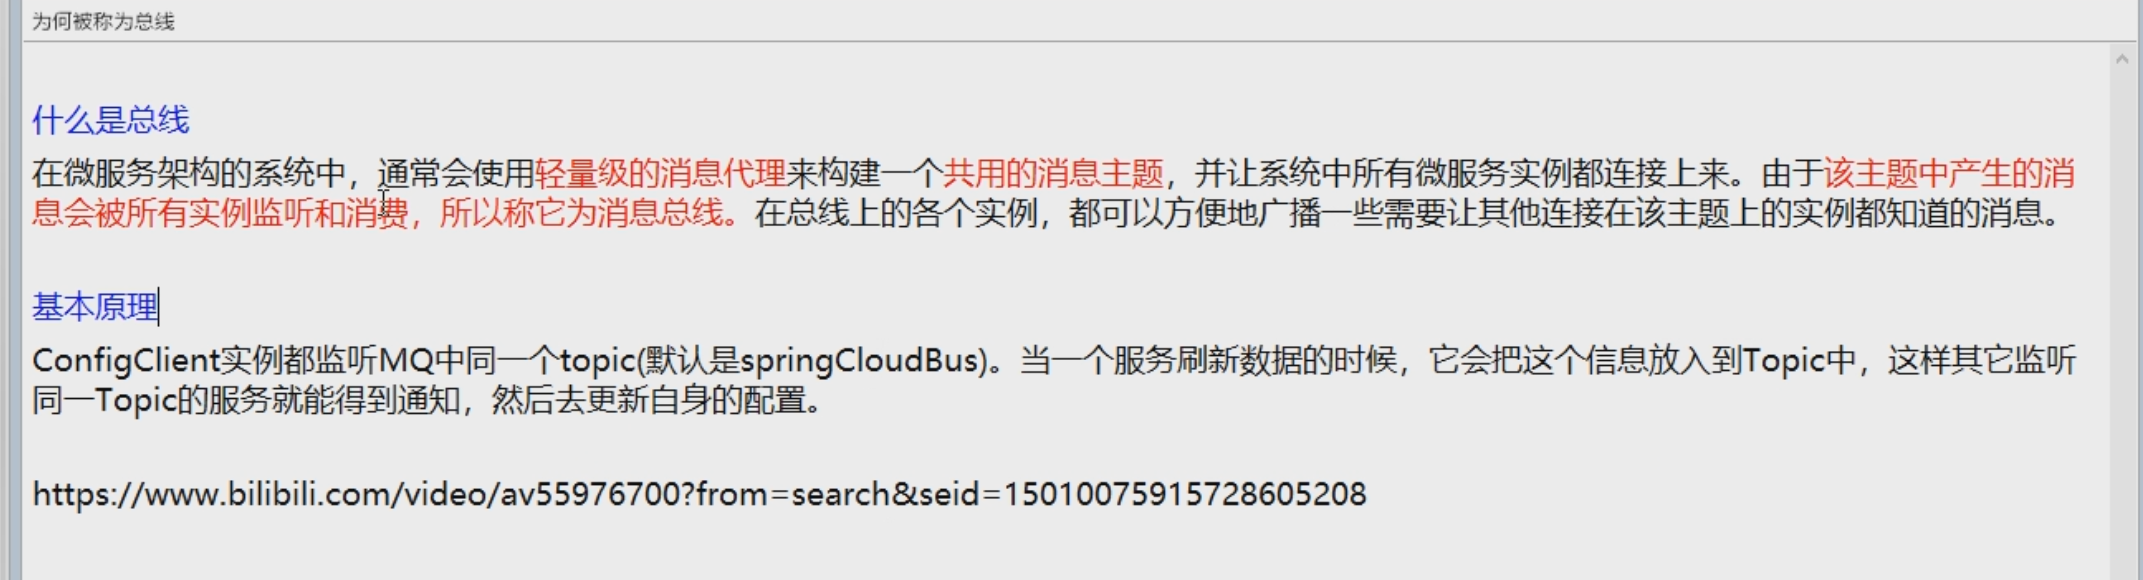 为何被称为总线
什么是总线
在微服务架构的系统中，通常会使用轻量级的消息代理来构建一个共用的消息主题，并让系统中所有微服务实例都连接上来。由于该主题中产生的消
息会被所有实例监听和消费，所以称它为消息总线。在总线上的各个实例，都可以方便地广播一些需要让其他连接在该主题上的实例都知道的消息。
基本原理
ConfigClient实例都监听MQ中同一个topic(默认是springCloudBus)。当一个服务刷新数据的时候，它会把这个信息放入到Topic中，这样其它监听
同一Topic的服务就能得到通知，然后去更新自身的配置。
https://www.bilibili.com/video/av55976700?from=search&seid=15010075915728605208